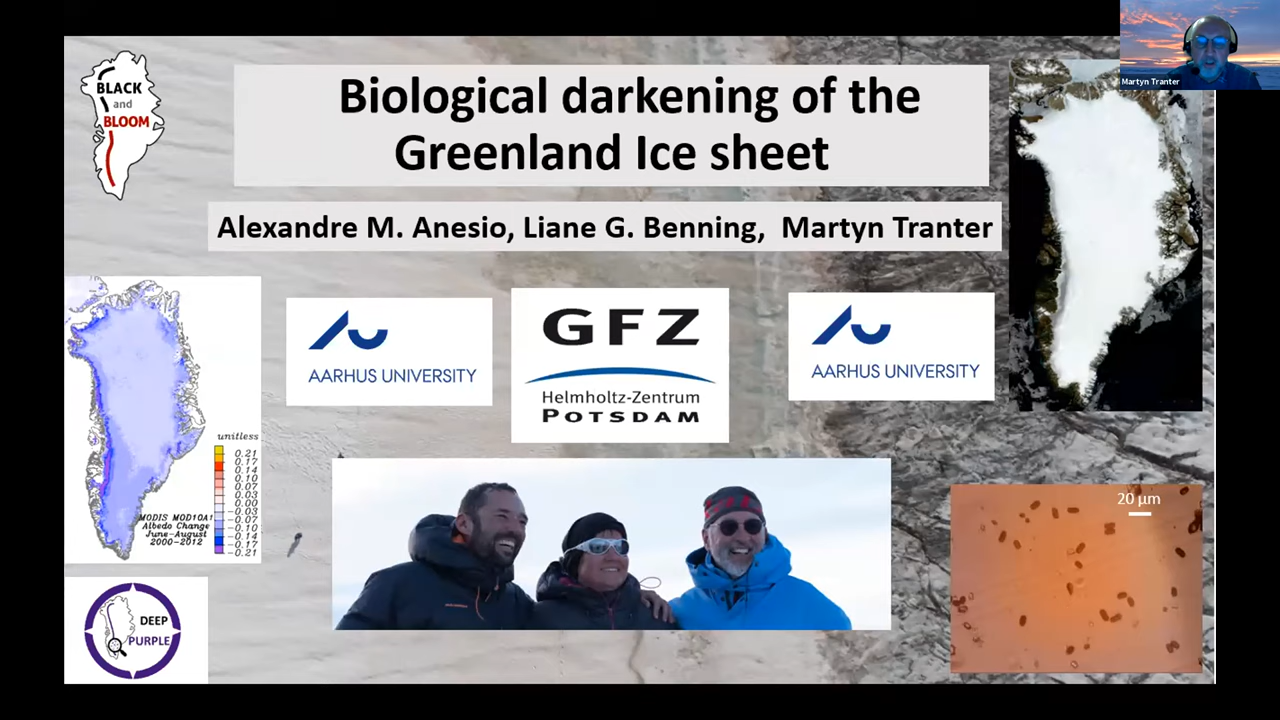 Martyn Tranter
BLACK
and
BLOOM
Biological darkening of the
Greenland Ice sheet
Alexandre M. Anesio, Liane G. Benning, Martyn Tranter
AARHUS UNIVERSITY
GFZ
Helmholtz-Zentrum
POTSDAM
AARHUS UNIVERSITY
unitless
0.21
0.17
0.14
0.10
0.07
0.03
0.00
-0.03
-0.07
-0.10
-0.14
-0.17
-0.21
MODIS MOD10A1
Albedo Change
June-August
2000-2012
20 µm
DEEP
PURPLE